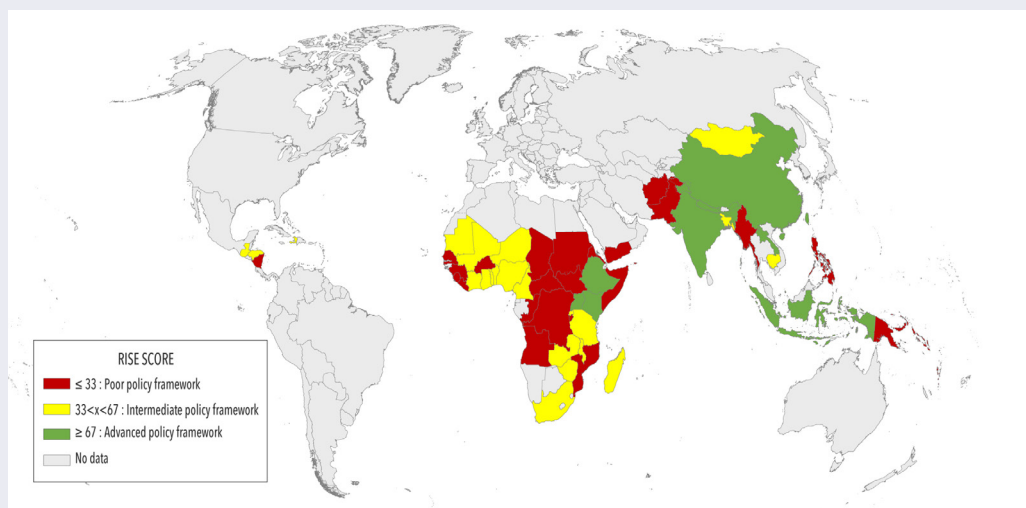 RISE SCORE
≤ 33 : Poor policy framework
33<x<67 : Intermediate policy framework
≥ 67 : Advanced policy framework
No data